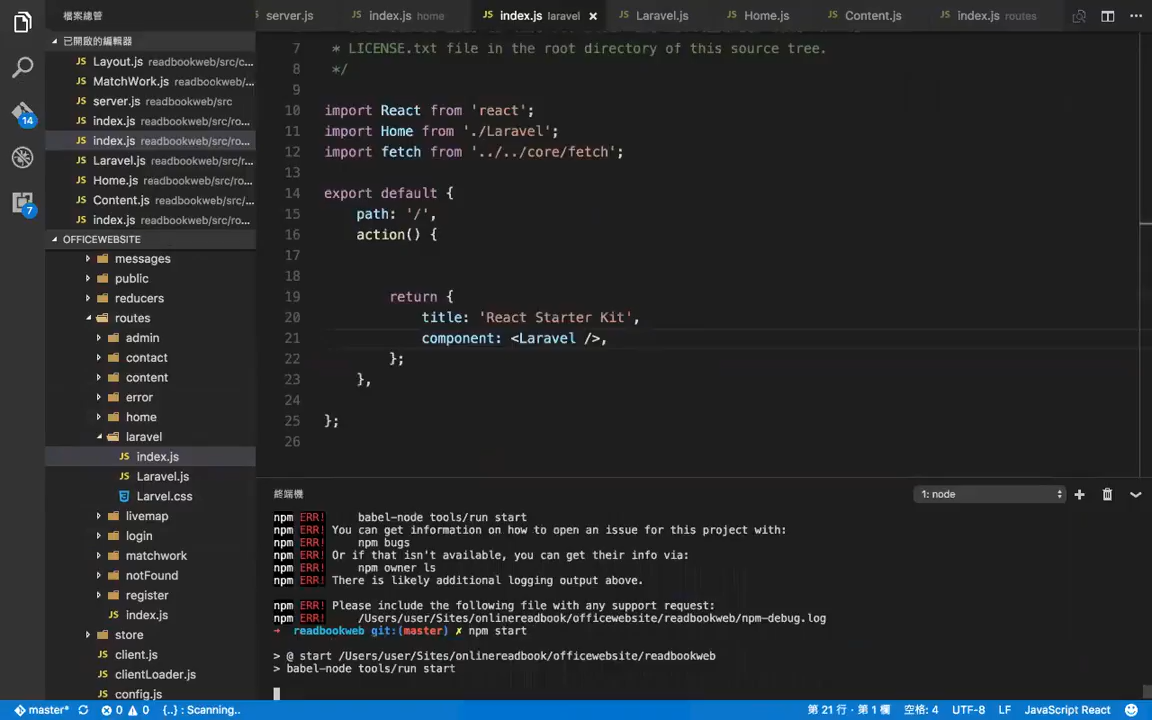 檔案總管
server.js
index.js home
index.js laravel
Laravel.js
Home.js
Content.js
index.js routes
已開啟的編輯器
Layout.js readbookweb/src/c...
MatchWork.js readbookweb/...
server.js readbookweb/src
index.js readbookweb/src/ro...
index.js readbookweb/src/ro...
Laravel.js readbookweb/src/r...
Home.js readbookweb/src/ro...
Content.js readbookweb/src/r...
index.js readbookweb/src/ro...
14
7
OFFICEWEBSITE
messages
public
reducers
routes
admin
contact
content
error
home
laravel
index.js
Laravel.js
Larvel.css
livemap
login
matchwork
notFound
register
index.js
store
client.js
clientLoader.js
config.js
7 * LICENSE.txt file in the root directory of this source tree.
8 */
9
10 import React from 'react';
11 import Home from './Laravel';
12 import fetch from '../../core/fetch';
13
14 export default {
15 path: '/',
16 action() {
17
18
19 return {
20 title: 'React Starter Kit',
21 component: <Laravel />,
22 };
23 },
24
25 };
26
終端機
1: node
npm ERR! babel-node tools/run start
npm ERR! You can get information on how to open an issue for this project with:
npm ERR! npm bugs
npm ERR! Or if that isn't available, you can get their info via:
npm ERR! npm owner ls
npm ERR! There is likely additional logging output above.
npm ERR! Please include the following file with any support request:
npm ERR! /Users/user/Sites/onlinereadbook/officewebsite/readbookweb/npm-debug.log
➜ readbookweb git:(master) ✗ npm start
> @ start /Users/user/Sites/onlinereadbook/officewebsite/readbookweb
> babel-node tools/run start
master* 0 0 {..} : Scanning.. 第 21 行，第 1 欄 空格: 4 UTF-8 LF JavaScript React